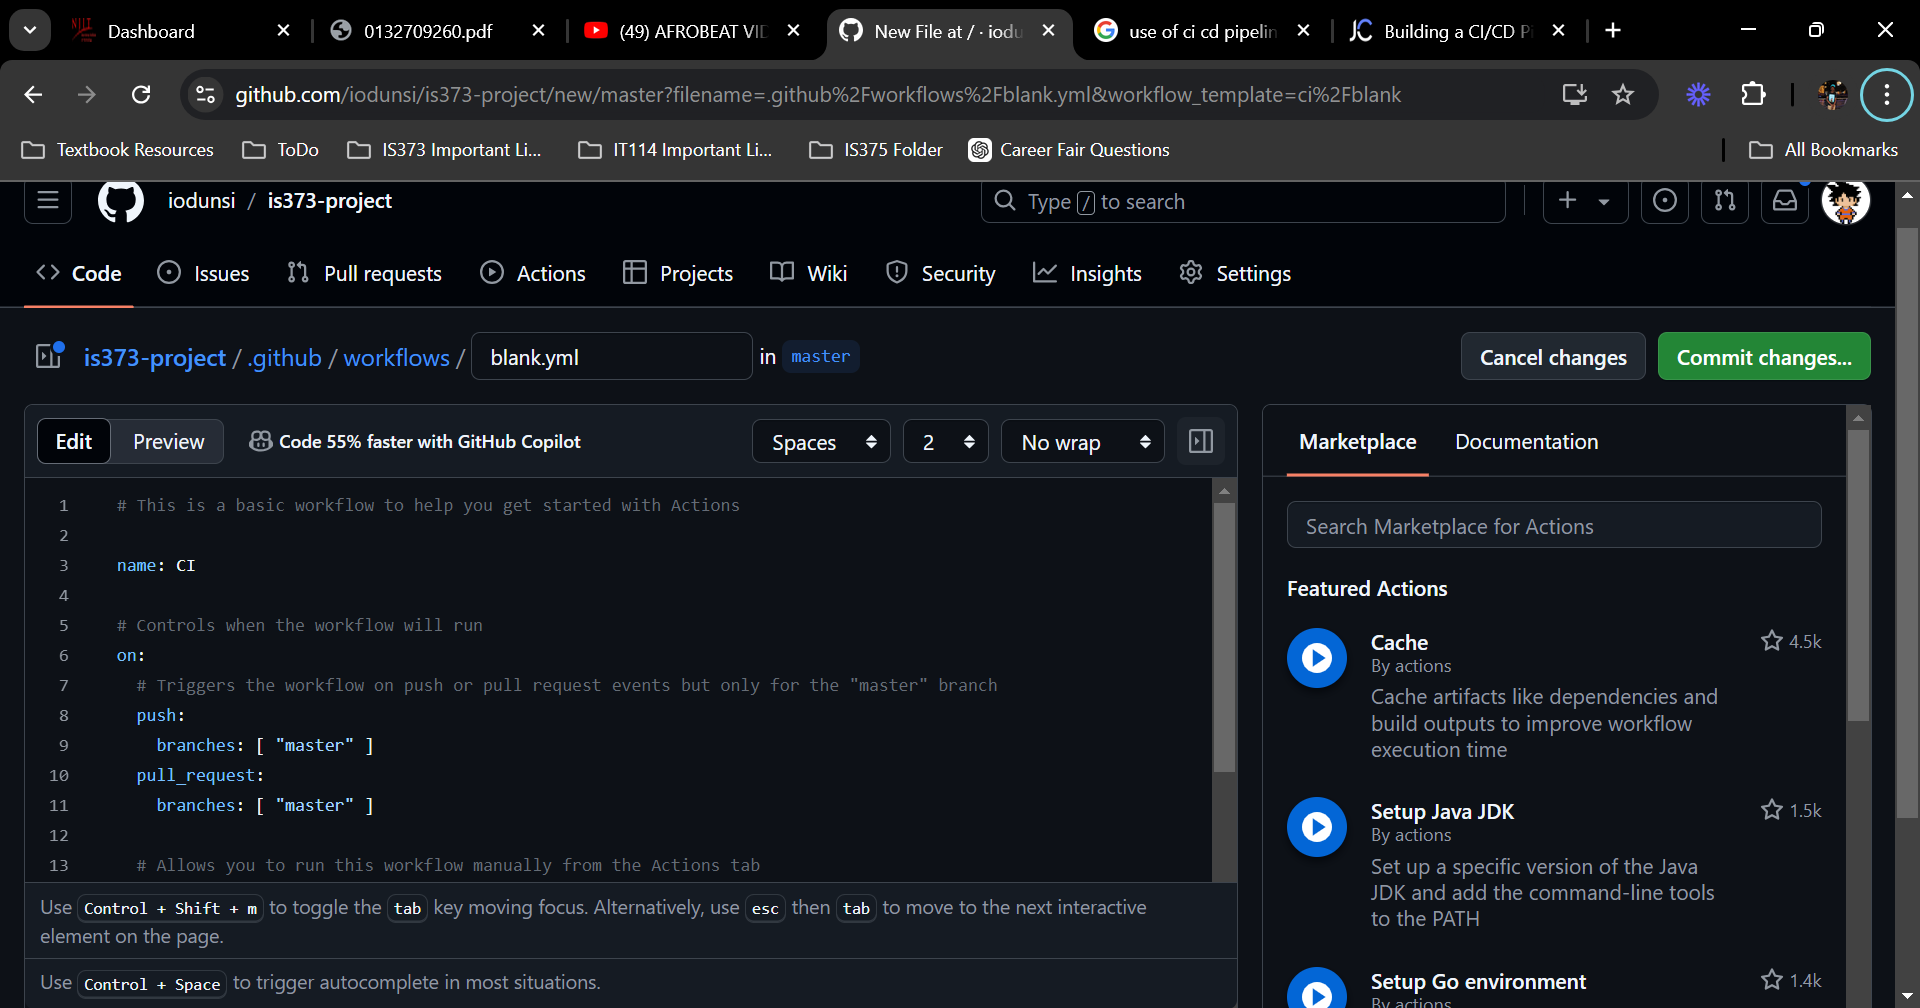 Dashboard
0132709260.pdf
(49) AFROBEAT VID
New File at / · iodu
use of ci cd pipelin
Building a CI/CD Pi
github.com/iodunsi/is373-project/new/master?filename=.github%2Fworkflows%2Fblank.yml&workflow_template=ci%2Fblank
Textbook Resources
ToDo
IS373 Important Li...
IT114 Important Li...
IS375 Folder
Career Fair Questions
All Bookmarks
iodunsi / is373-project
Type / to search
Code
Issues
Pull requests
Actions
Projects
Wiki
Security
Insights
Settings
is373-project / .github / workflows / blank.yml in master
Cancel changes
Commit changes...
Edit
Preview
Code 55% faster with GitHub Copilot
Spaces
2
No wrap
1 # This is a basic workflow to help you get started with Actions
2
3 name: CI
4
5 # Controls when the workflow will run
6 on:
7 # Triggers the workflow on push or pull request events but only for the "master" branch
8 push:
9 branches: [ "master" ]
10 pull_request:
11 branches: [ "master" ]
12
13 # Allows you to run this workflow manually from the Actions tab
Use Control + Shift + m to toggle the tab key moving focus. Alternatively, use esc then tab to move to the next interactive
element on the page.
Use Control + Space to trigger autocomplete in most situations.
Marketplace
Documentation
Search Marketplace for Actions
Featured Actions
Cache
4.5k
By actions
Cache artifacts like dependencies and
build outputs to improve workflow
execution time
Setup Java JDK
1.5k
By actions
Set up a specific version of the Java
JDK and add the command-line tools
to the PATH
Setup Go environment
1.4k
By actions